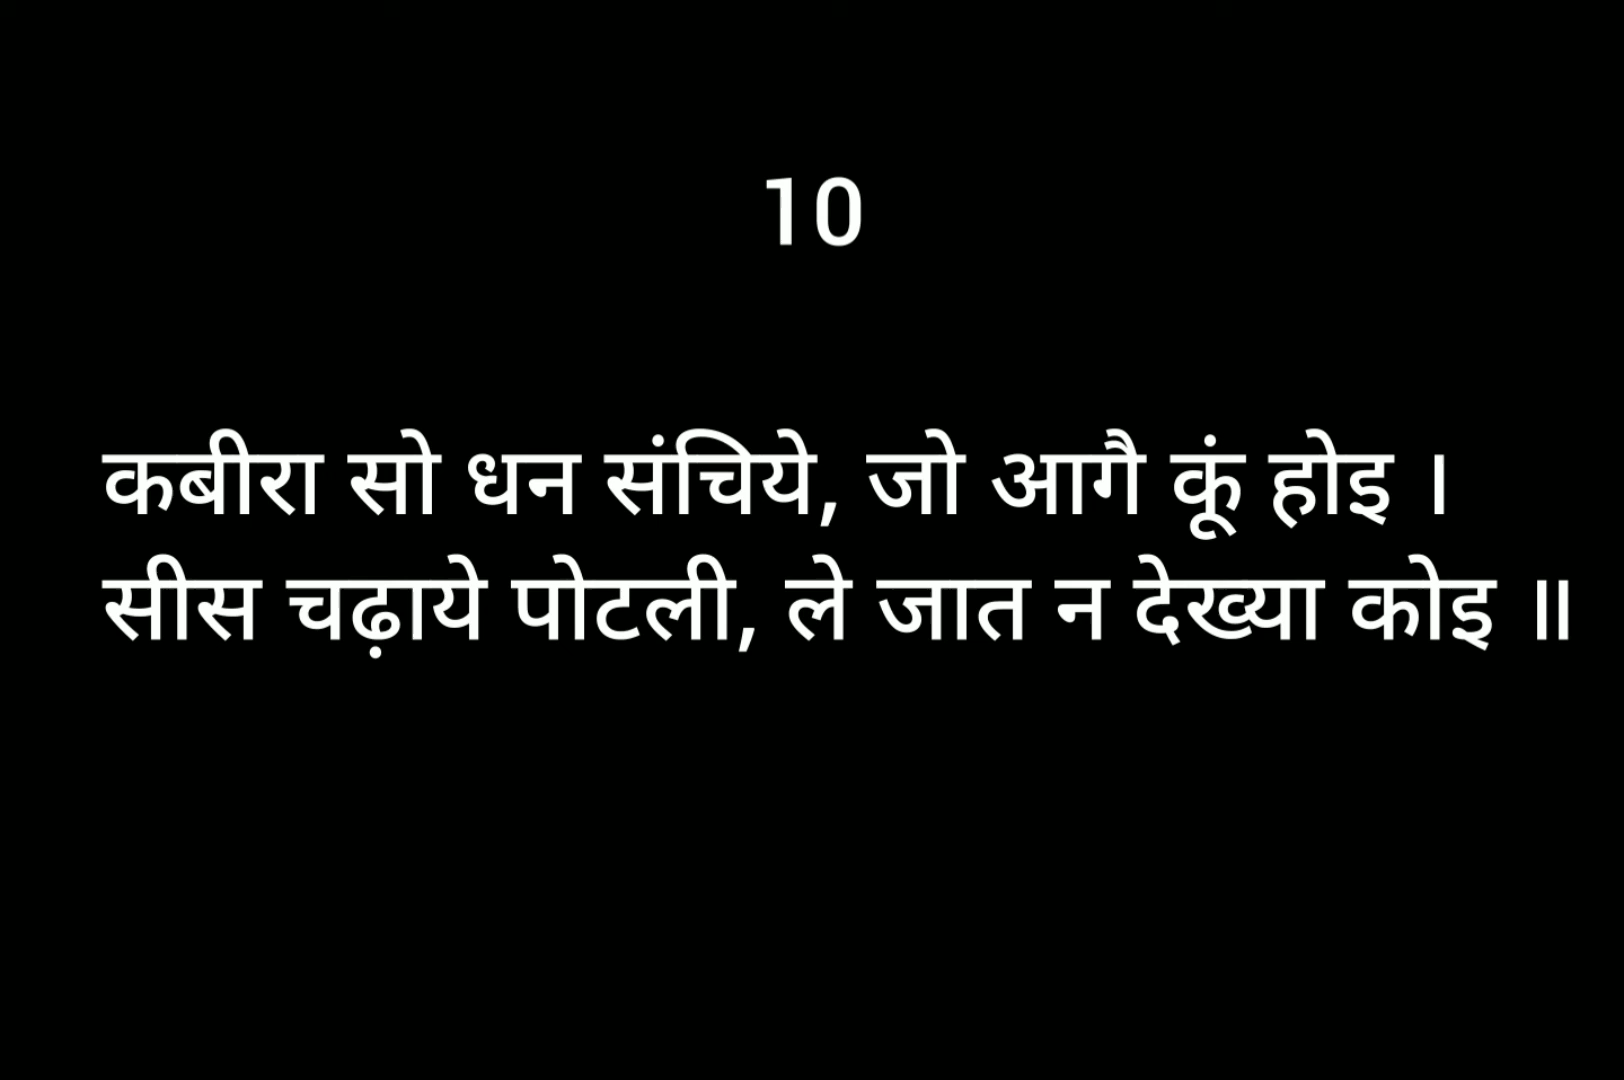 10
कबीरा सो धन संचिये, जो आगै कूं होइ ।
सीस चढ़ाये पोटली, ले जात न देख्या कोइ ॥